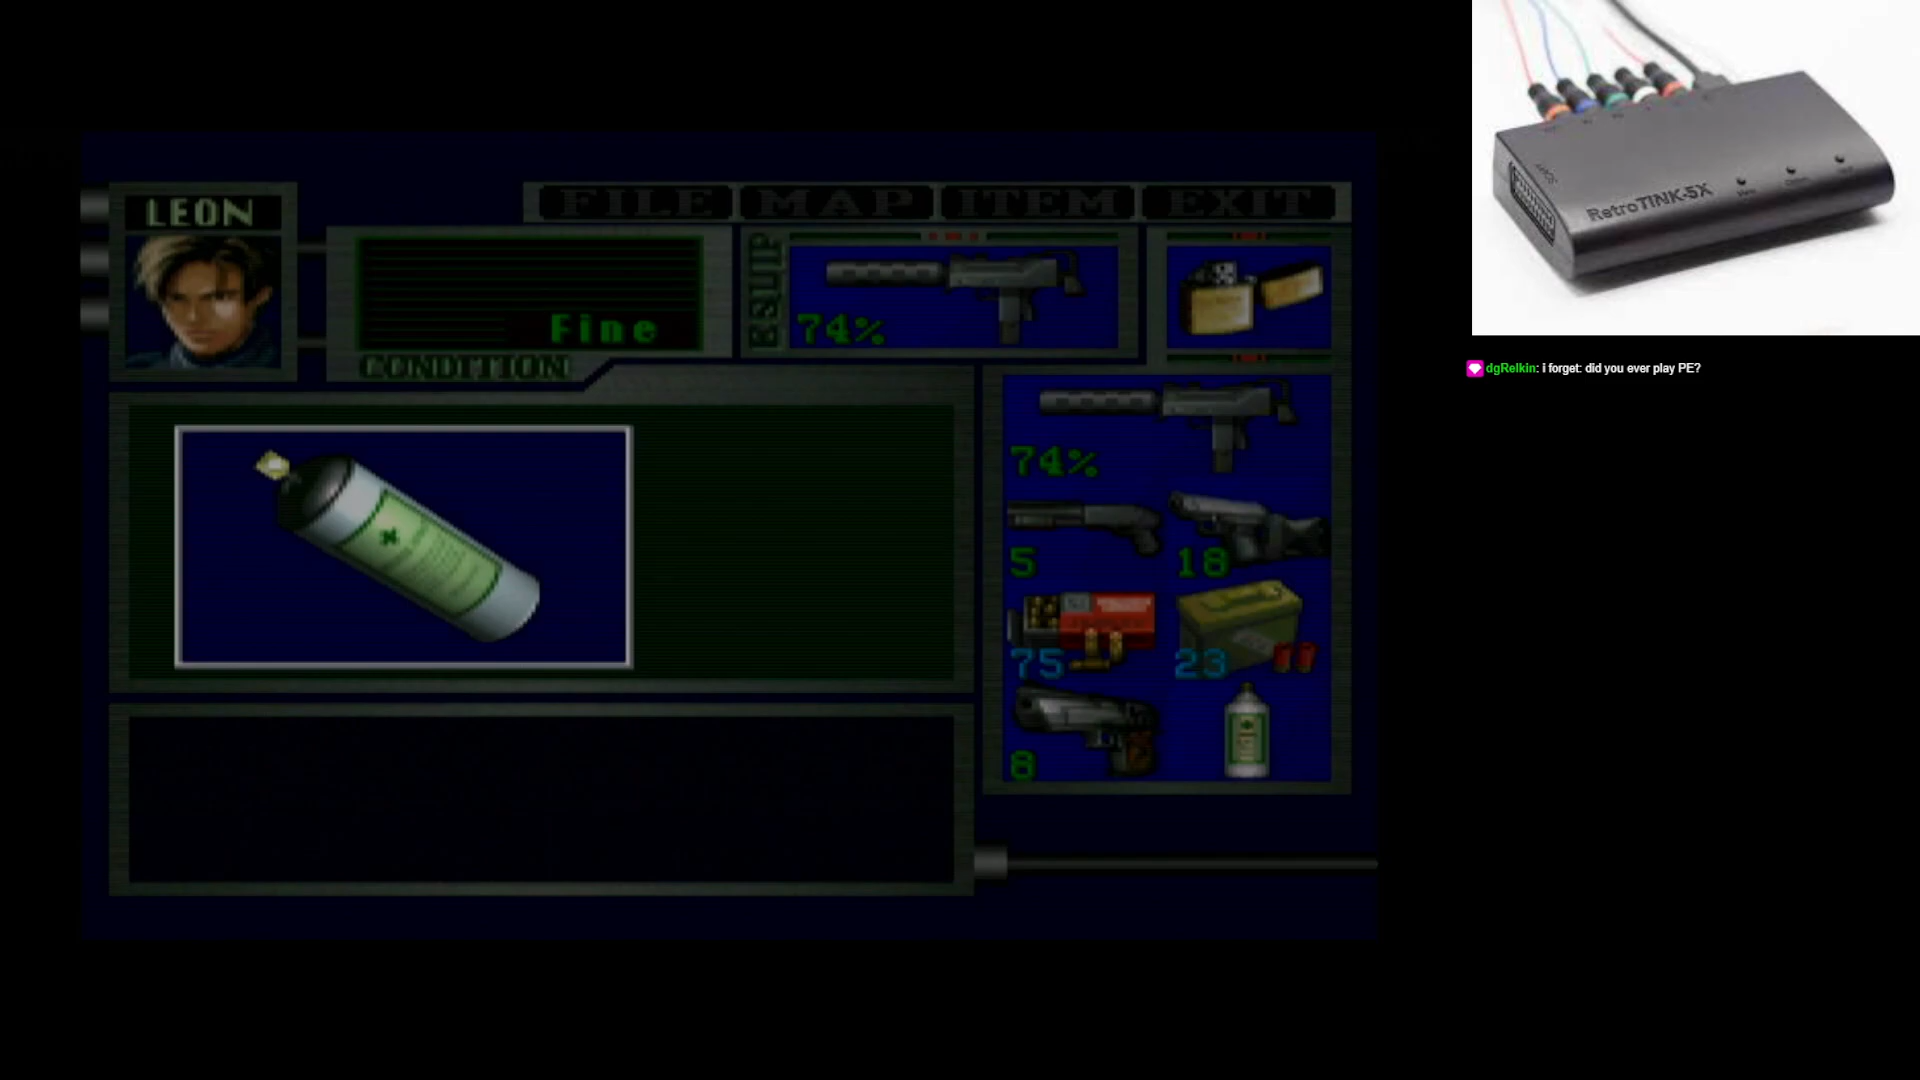 LEON
FILE MAP ITEM EXIT
Fine
CONDITION
EQUIP
74%
74%
5 18
75 23
8
RetroTINK-5X
dgRelkin: i forget: did you ever play PE?